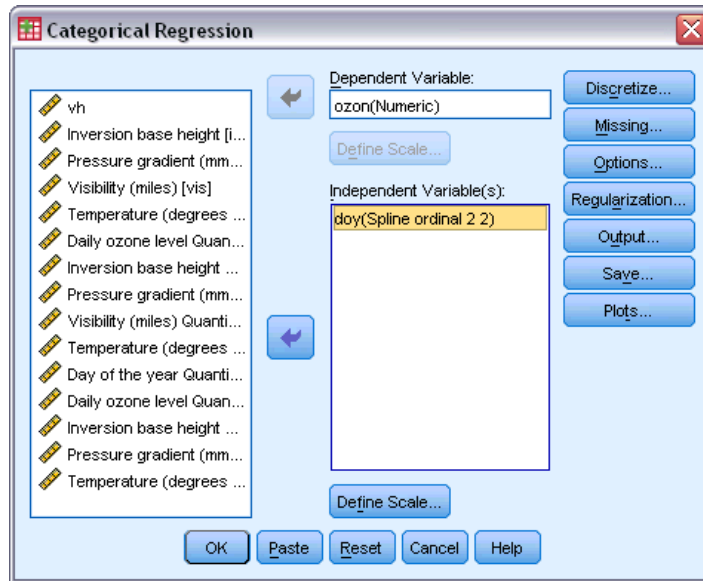 Categorical Regression
vh
Inversion base height [i...
Pressure gradient (mm...
Visibility (miles) [vis]
Temperature (degrees ...
Daily ozone level Quan...
Inversion base height ...
Pressure gradient (mm...
Visibility (miles) Quanti...
Temperature (degrees ...
Day of the year Quanti...
Daily ozone level Quan...
Inversion base height ...
Pressure gradient (mm...
Temperature (degrees ...
Dependent Variable:
ozon(Numeric)
Define Scale...
Independent Variable(s):
doy(Spline ordinal 2 2)
Define Scale...
Discretize...
Missing...
Options...
Regularization...
Output...
Save...
Plots...
OK
Paste
Reset
Cancel
Help